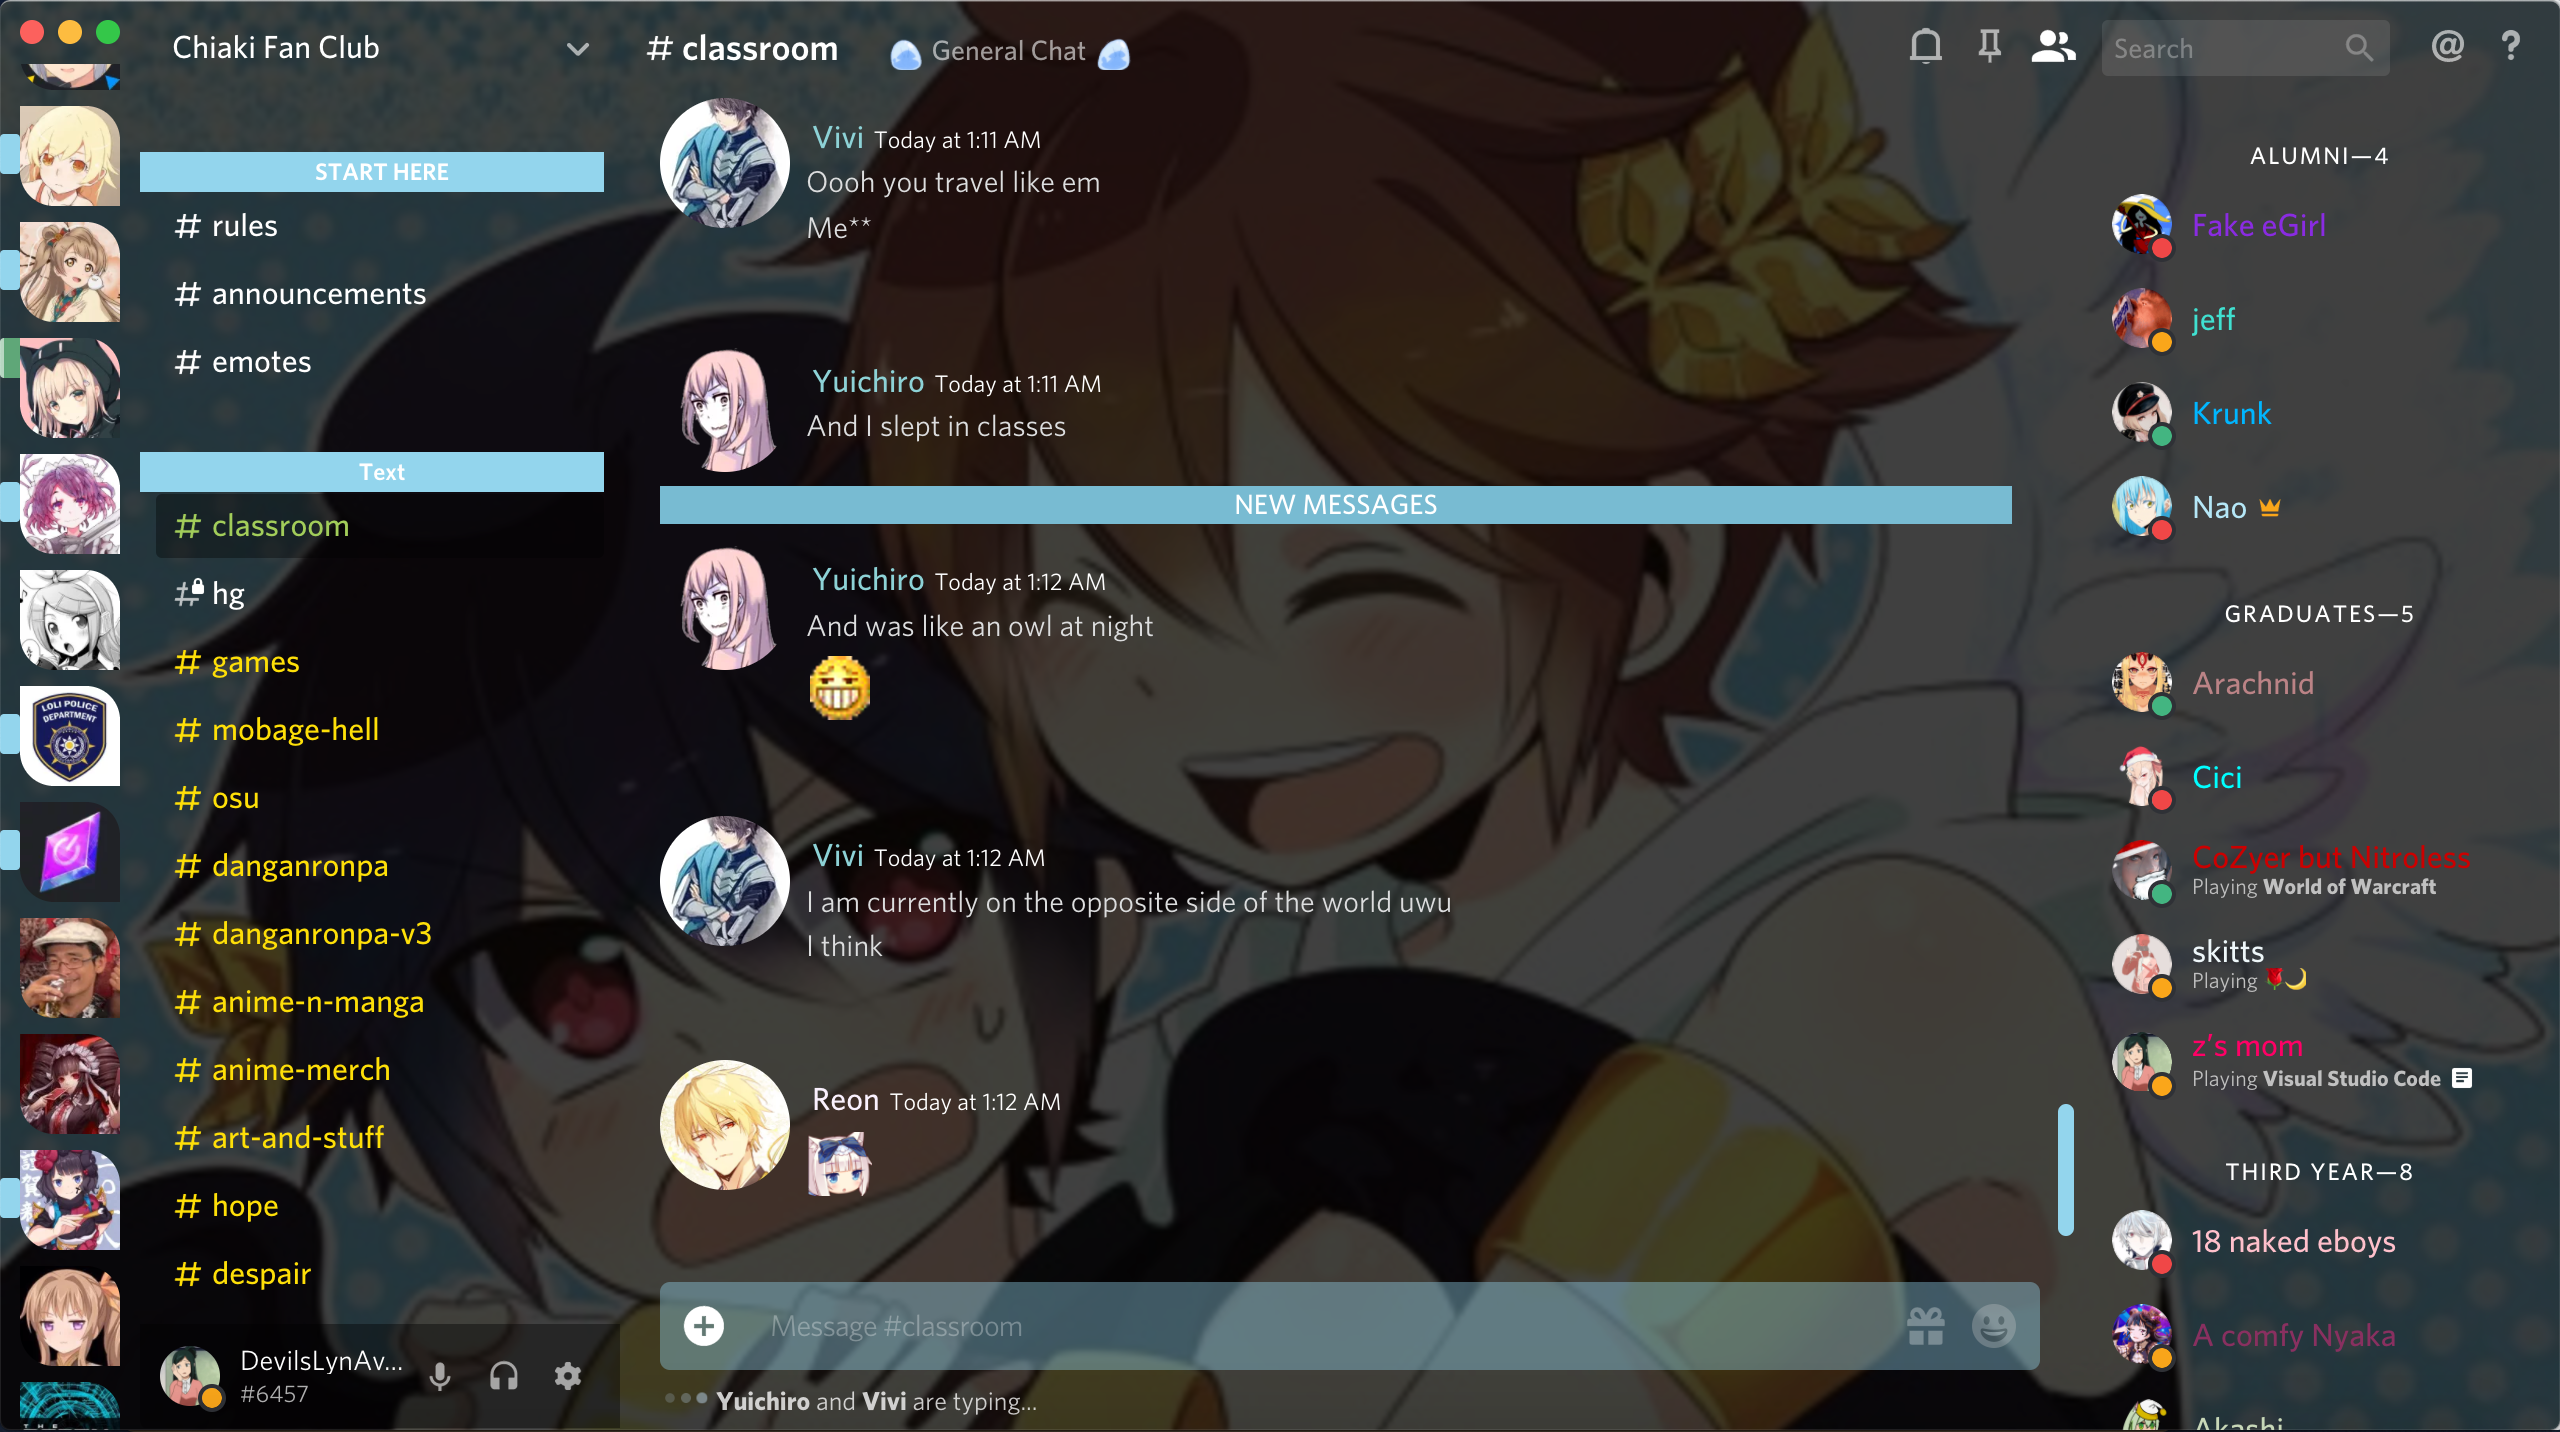 Chiaki Fan Club
START HERE
# rules
# announcements
# emotes
Text
# classroom
# hg
# games
# mobage-hell
# osu
# danganronpa
# danganronpa-v3
# anime-n-manga
# anime-merch
# art-and-stuff
# hope
# despair
DevilsLynAv...
#6457
LOLI POLICE
DEPARTMENT
THE
# classroom
General Chat
Search
@ ?
Vivi Today at 1:11 AM
Oooh you travel like em
Me**
Yuichiro Today at 1:11 AM
And I slept in classes
NEW MESSAGES
Yuichiro Today at 1:12 AM
And was like an owl at night
Vivi Today at 1:12 AM
I am currently on the opposite side of the world uwu
I think
Reon Today at 1:12 AM
Message #classroom
Yuichiro and Vivi are typing...
ALUMNI—4
Fake eGirl
jeff
Krunk
Nao
GRADUATES—5
Arachnid
Cici
CoZyer but Nitroless
Playing World of Warcraft
skitts
Playing 🌹🌙
z's mom
Playing Visual Studio Code
THIRD YEAR—8
18 naked eboys
A comfy Nyaka
Akashi